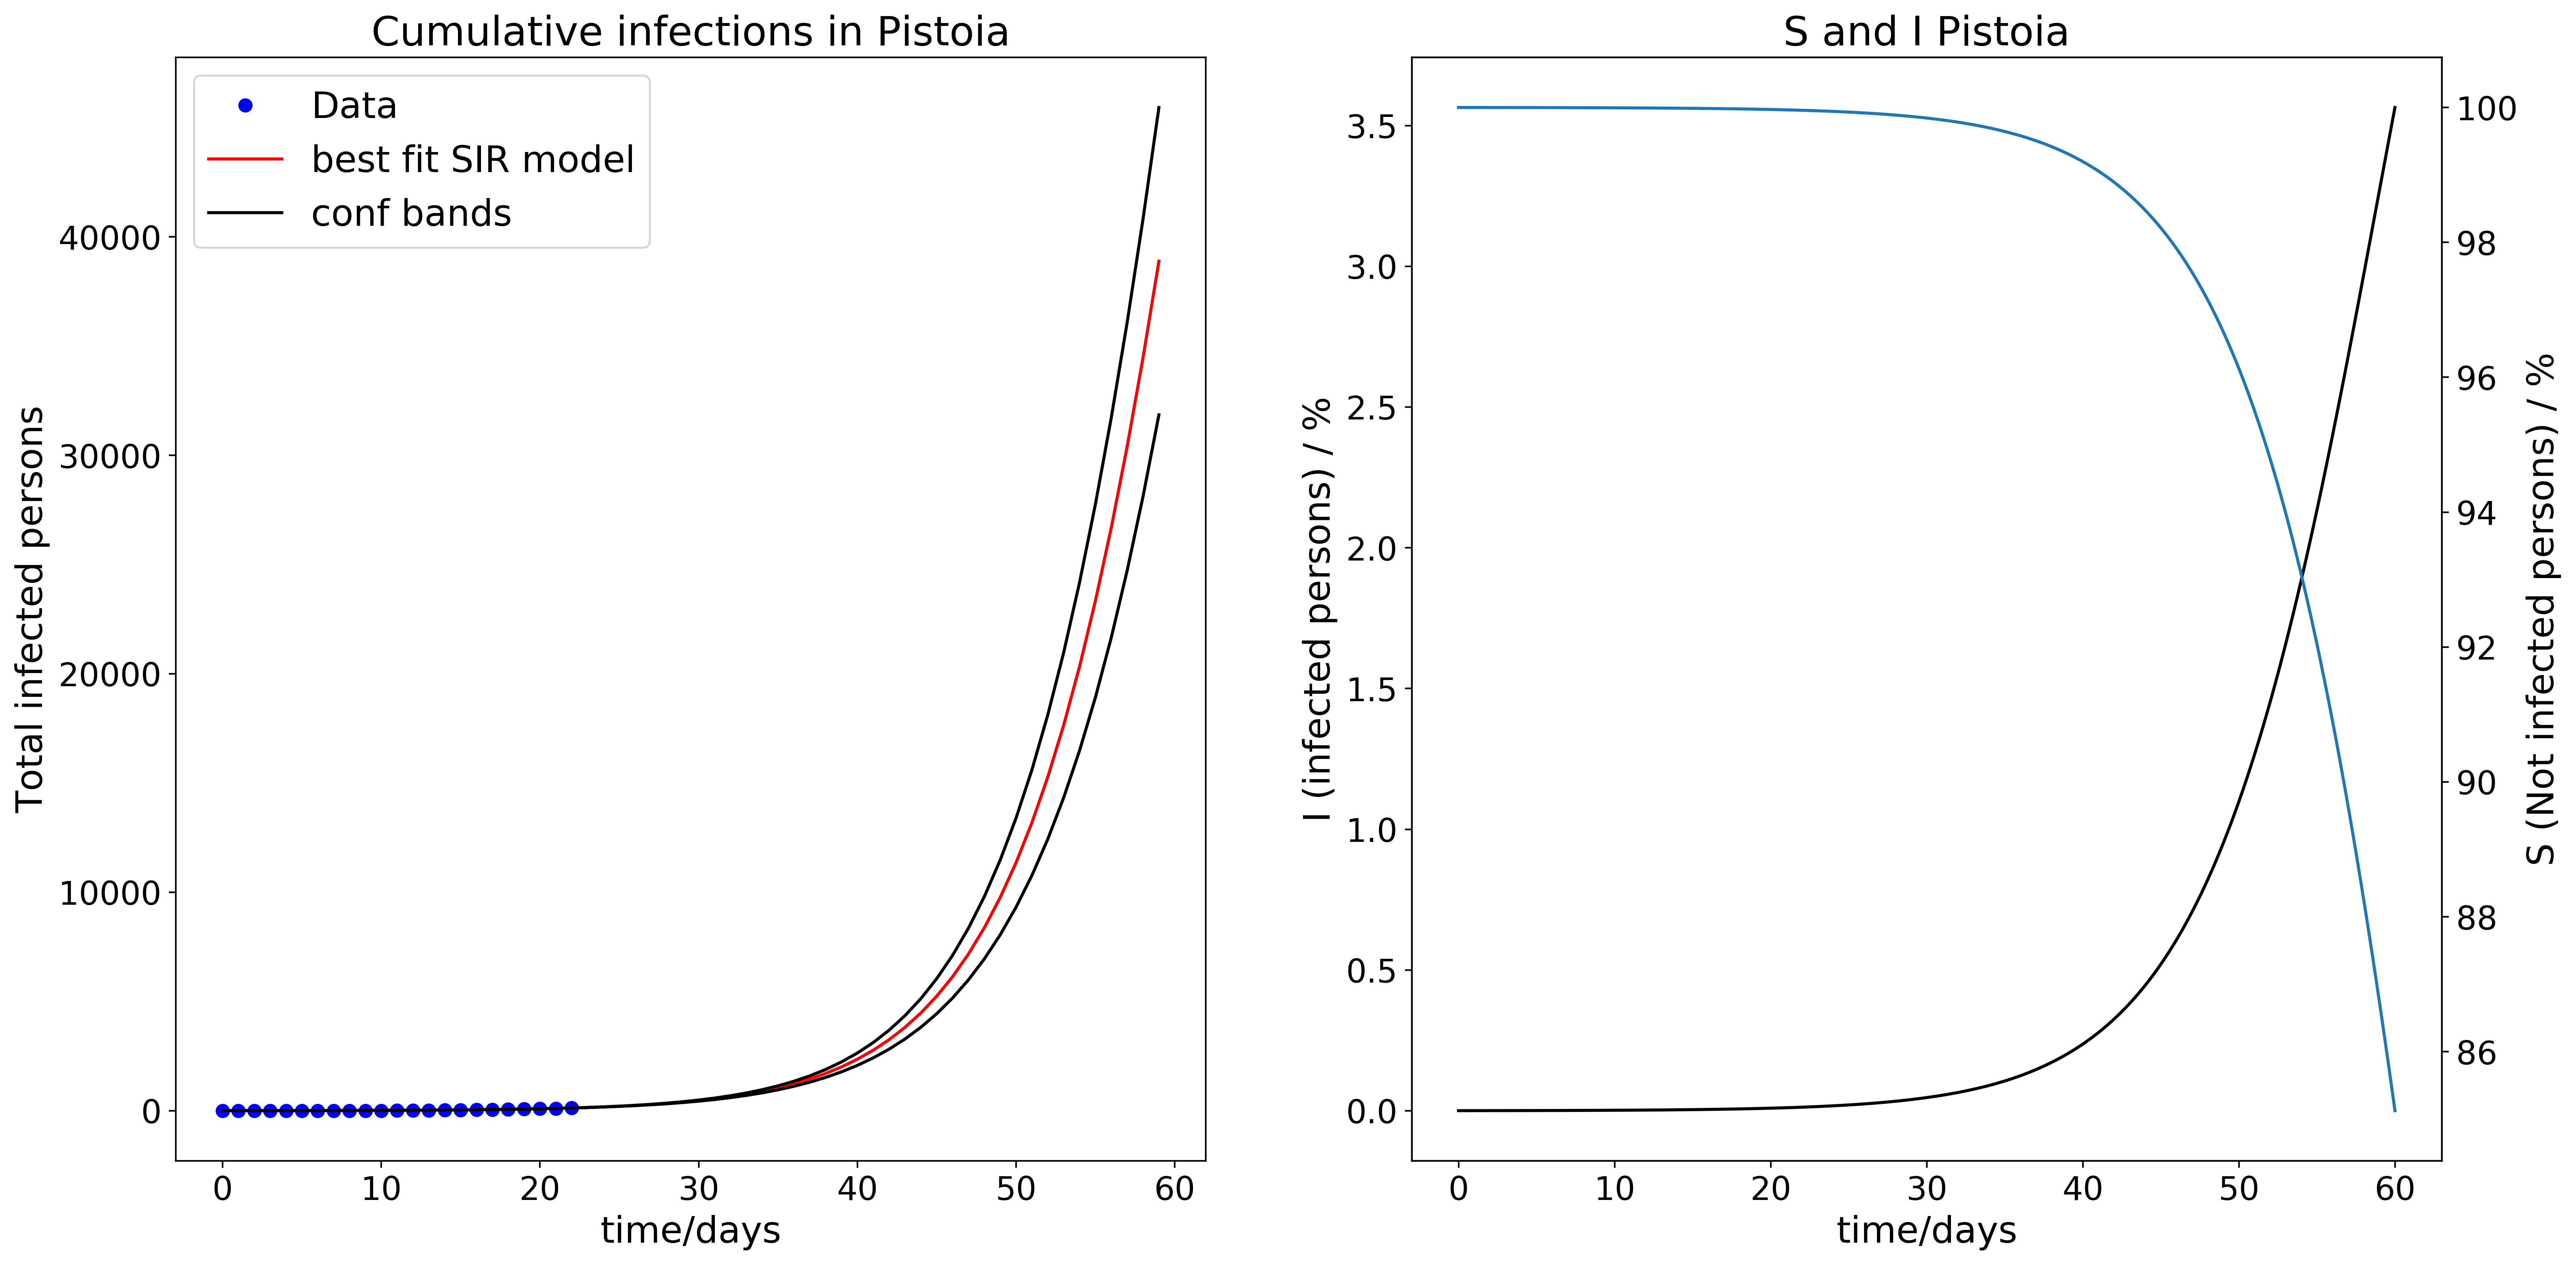 Cumulative infections in Pistoia
Data
best fit SIR model
conf bands
Total infected persons
40000
30000
20000
10000
0
0 10 20 30 40 50 60
time/days
S and I Pistoia
I (infected persons) / %
3.5
3.0
2.5
2.0
1.5
1.0
0.5
0.0
0 10 20 30 40 50 60
time/days
100
98
96
94
92
90
88
86
S (Not infected persons) / %